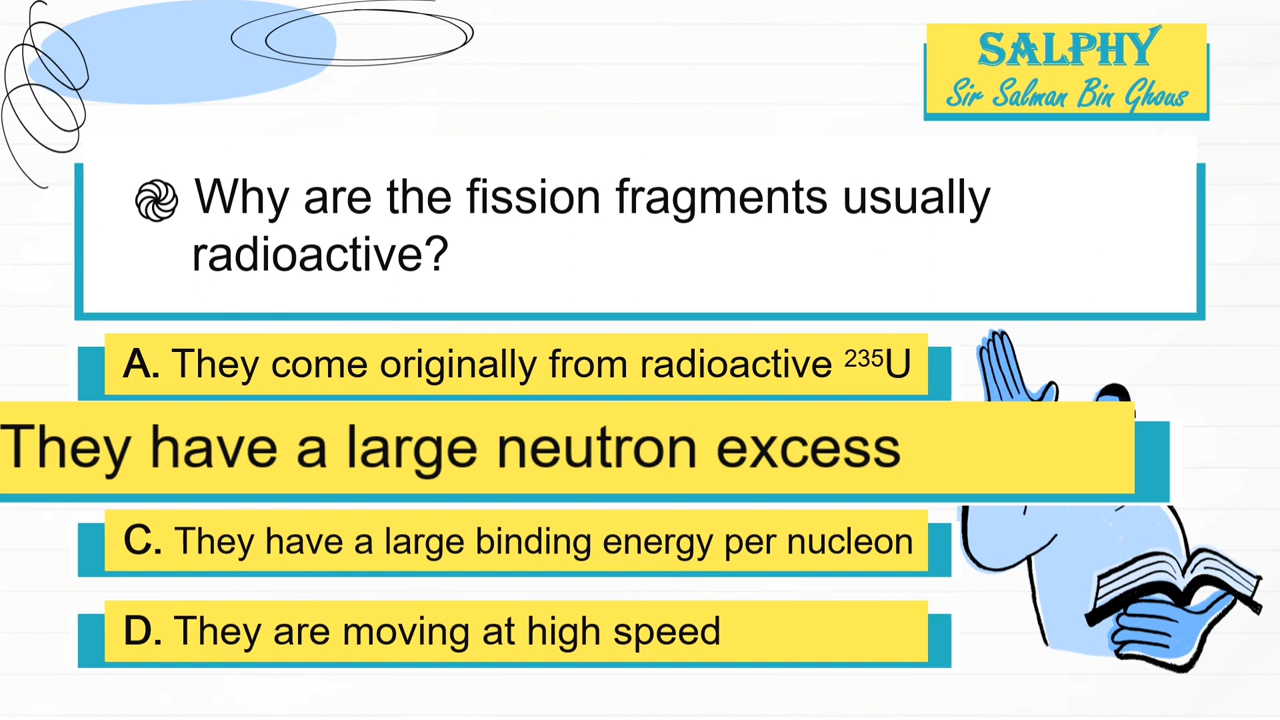 SALPHY
Sir Salman Bin Ghous
Why are the fission fragments usually
radioactive?
A. They come originally from radioactive ²³⁵U
They have a large neutron excess
C. They have a large binding energy per nucleon
D. They are moving at high speed